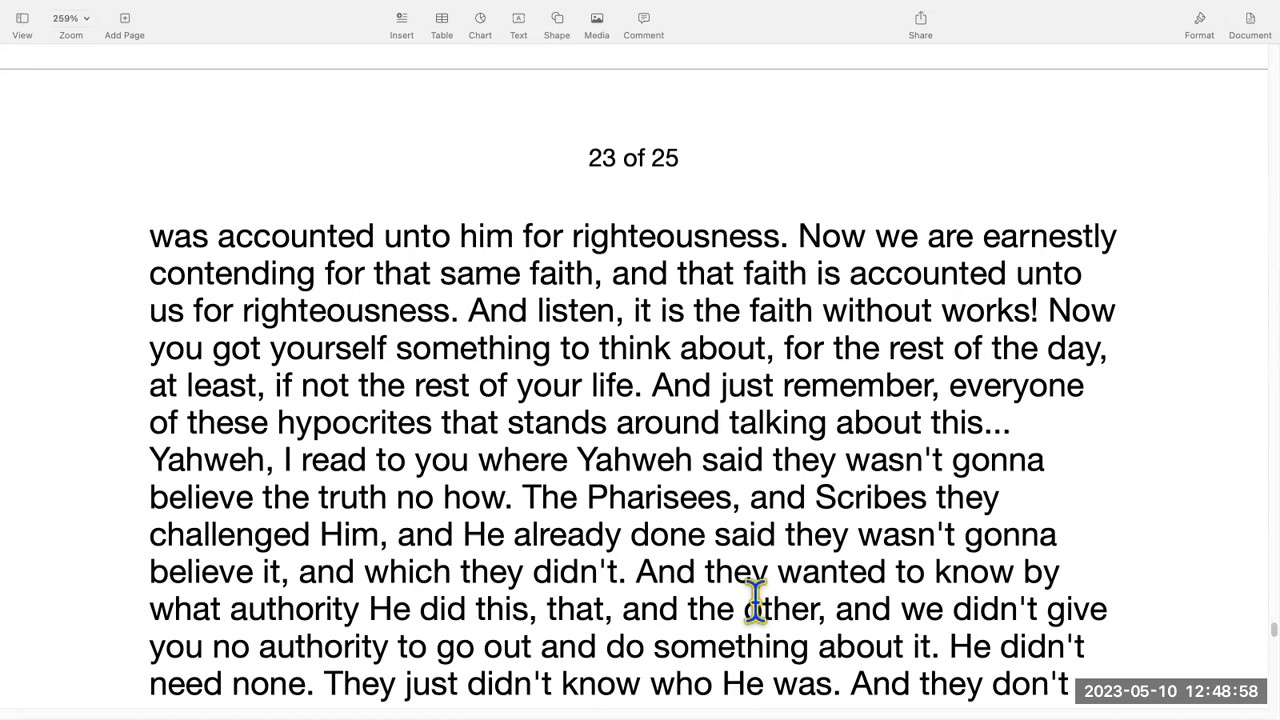 259%
View Zoom Add Page Insert Table Chart Text Shape Media Comment Share Format Document
23 of 25
was accounted unto him for righteousness. Now we are earnestly
contending for that same faith, and that faith is accounted unto
us for righteousness. And listen, it is the faith without works! Now
you got yourself something to think about, for the rest of the day,
at least, if not the rest of your life. And just remember, everyone
of these hypocrites that stands around talking about this...
Yahweh, I read to you where Yahweh said they wasn't gonna
believe the truth no how. The Pharisees, and Scribes they
challenged Him, and He already done said they wasn't gonna
believe it, and which they didn't. And they wanted to know by
what authority He did this, that, and the other, and we didn't give
you no authority to go out and do something about it. He didn't
need none. They just didn't know who He was. And they don't
2023-05-10 12:48:58